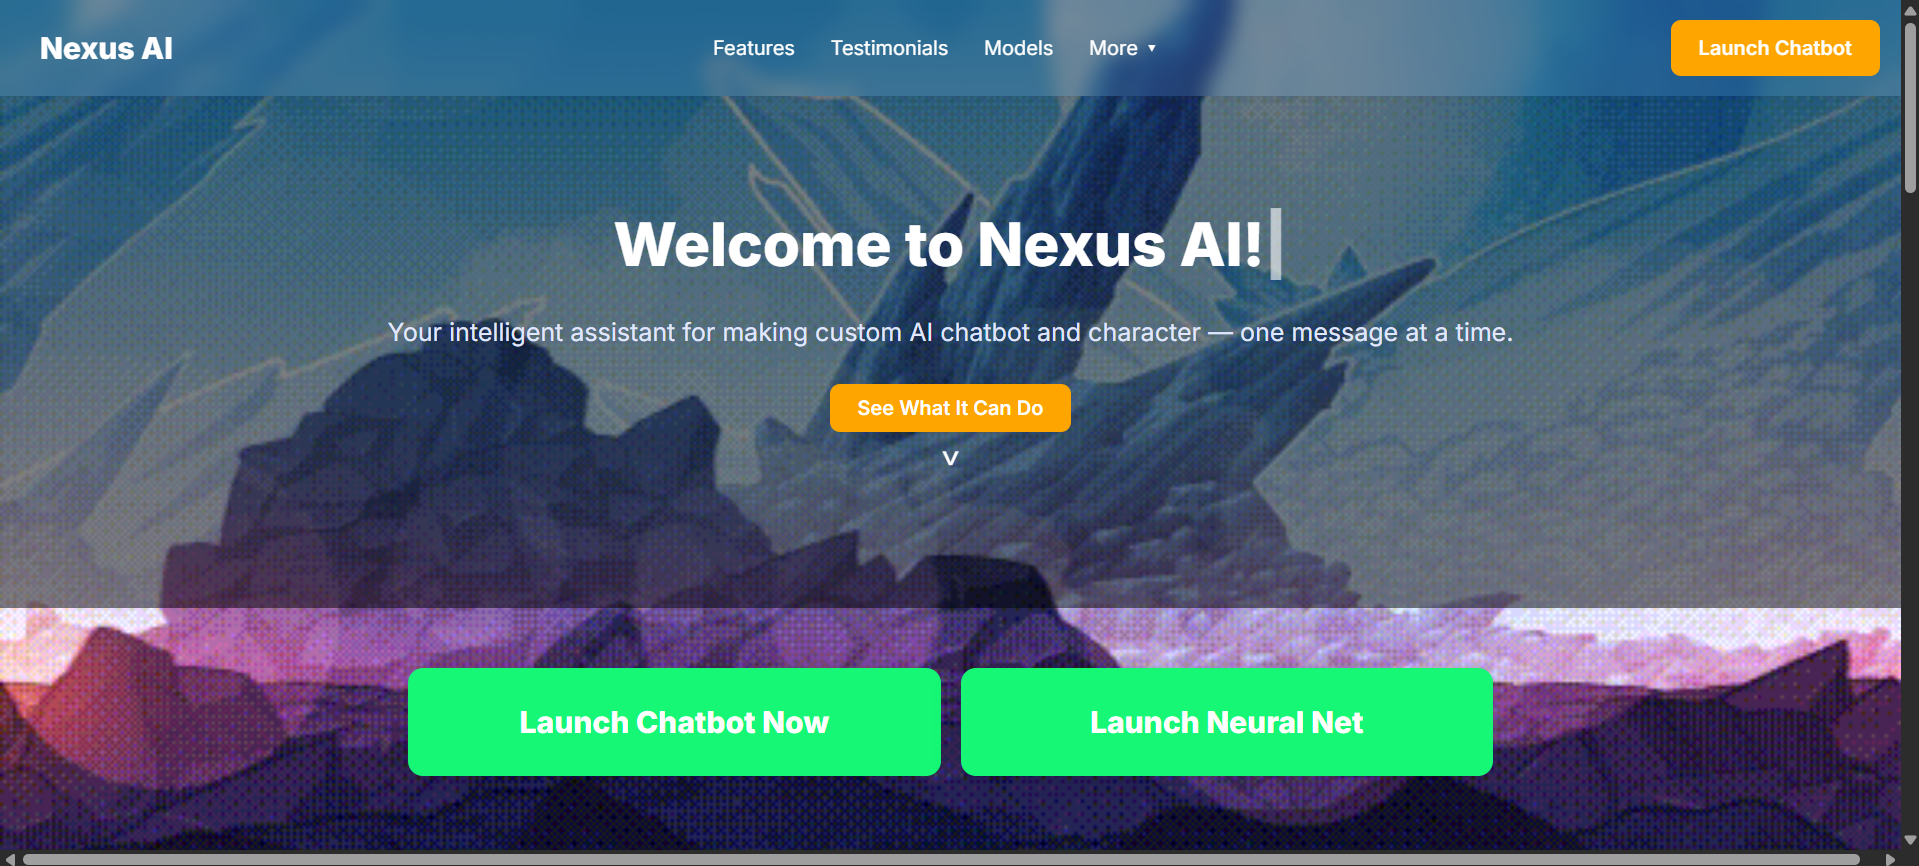 Nexus AI
Features Testimonials Models More ▼
Launch Chatbot
Welcome to Nexus AI!
Your intelligent assistant for making custom AI chatbot and character — one message at a time.
See What It Can Do
v
Launch Chatbot Now
Launch Neural Net